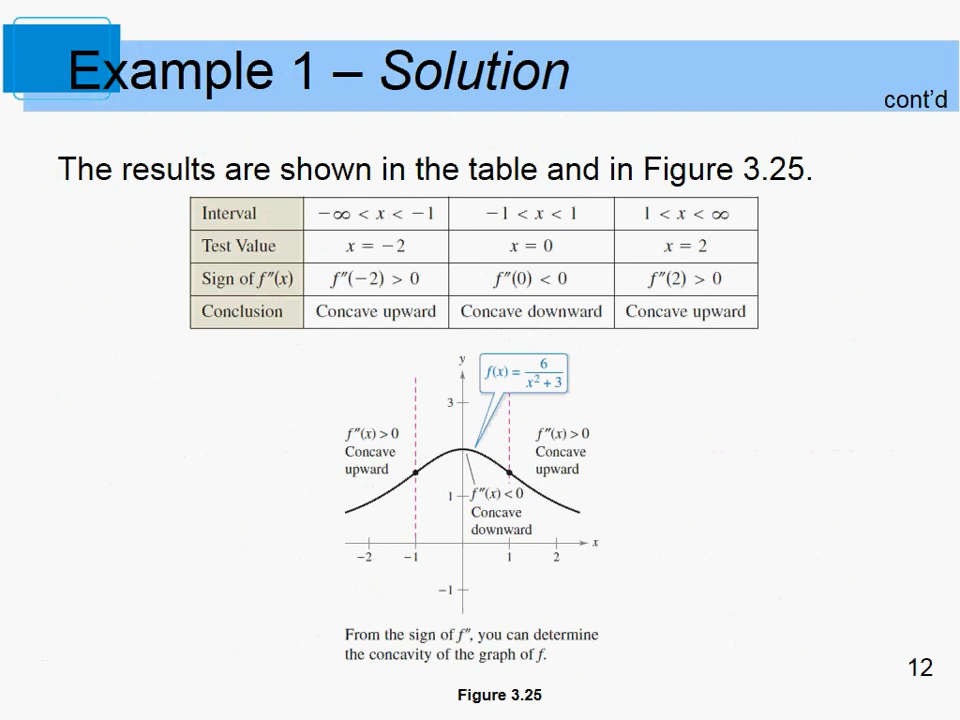 Example 1 – Solution
cont'd
The results are shown in the table and in Figure 3.25.
Interval −∞ < x < −1 −1 < x < 1 1 < x < ∞
Test Value x = −2 x = 0 x = 2
Sign of f″(x) f″(−2) > 0 f″(0) < 0 f″(2) > 0
Conclusion Concave upward Concave downward Concave upward
y
f(x) = 6 / x² + 3
3
f″(x) > 0
Concave
upward
f″(x) > 0
Concave
upward
1
f″(x) < 0
Concave
downward
x
−2 −1 1 2
−1
From the sign of f″, you can determine
the concavity of the graph of f.
12
Figure 3.25